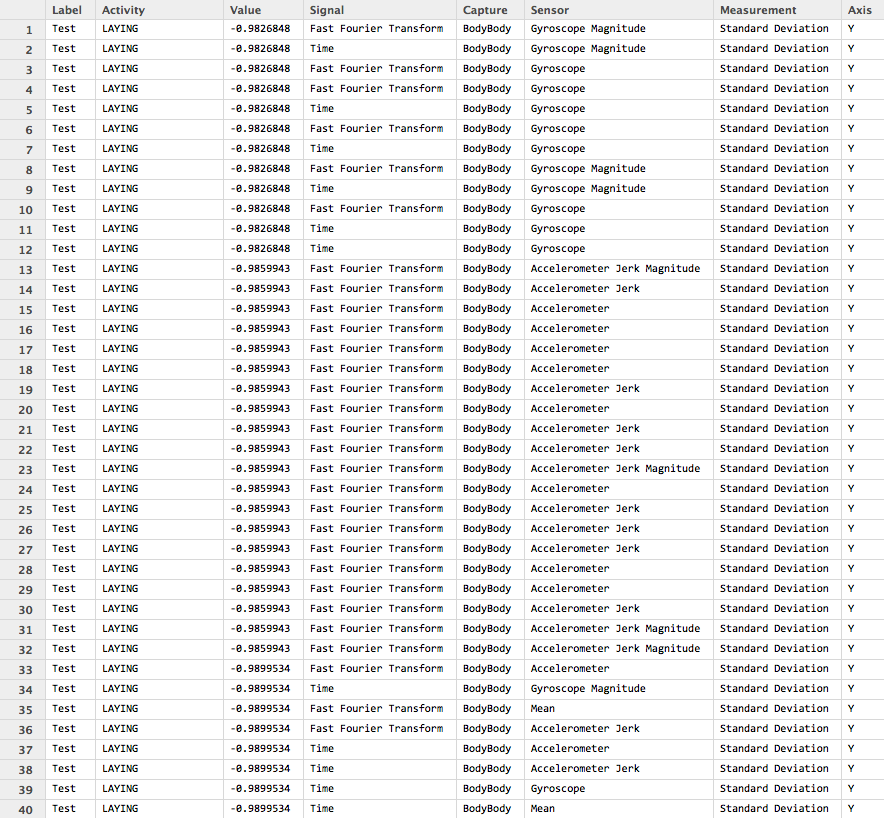 Label Activity Value Signal Capture Sensor Measurement Axis
1 Test LAYING -0.9826848 Fast Fourier Transform BodyBody Gyroscope Magnitude Standard Deviation Y
2 Test LAYING -0.9826848 Time BodyBody Gyroscope Magnitude Standard Deviation Y
3 Test LAYING -0.9826848 Fast Fourier Transform BodyBody Gyroscope Standard Deviation Y
4 Test LAYING -0.9826848 Fast Fourier Transform BodyBody Gyroscope Standard Deviation Y
5 Test LAYING -0.9826848 Time BodyBody Gyroscope Standard Deviation Y
6 Test LAYING -0.9826848 Fast Fourier Transform BodyBody Gyroscope Standard Deviation Y
7 Test LAYING -0.9826848 Time BodyBody Gyroscope Standard Deviation Y
8 Test LAYING -0.9826848 Fast Fourier Transform BodyBody Gyroscope Magnitude Standard Deviation Y
9 Test LAYING -0.9826848 Time BodyBody Gyroscope Magnitude Standard Deviation Y
10 Test LAYING -0.9826848 Fast Fourier Transform BodyBody Gyroscope Standard Deviation Y
11 Test LAYING -0.9826848 Time BodyBody Gyroscope Standard Deviation Y
12 Test LAYING -0.9826848 Time BodyBody Gyroscope Standard Deviation Y
13 Test LAYING -0.9859943 Fast Fourier Transform BodyBody Accelerometer Jerk Magnitude Standard Deviation Y
14 Test LAYING -0.9859943 Fast Fourier Transform BodyBody Accelerometer Jerk Standard Deviation Y
15 Test LAYING -0.9859943 Fast Fourier Transform BodyBody Accelerometer Standard Deviation Y
16 Test LAYING -0.9859943 Fast Fourier Transform BodyBody Accelerometer Standard Deviation Y
17 Test LAYING -0.9859943 Fast Fourier Transform BodyBody Accelerometer Standard Deviation Y
18 Test LAYING -0.9859943 Fast Fourier Transform BodyBody Accelerometer Standard Deviation Y
19 Test LAYING -0.9859943 Fast Fourier Transform BodyBody Accelerometer Jerk Standard Deviation Y
20 Test LAYING -0.9859943 Fast Fourier Transform BodyBody Accelerometer Standard Deviation Y
21 Test LAYING -0.9859943 Fast Fourier Transform BodyBody Accelerometer Jerk Standard Deviation Y
22 Test LAYING -0.9859943 Fast Fourier Transform BodyBody Accelerometer Jerk Standard Deviation Y
23 Test LAYING -0.9859943 Fast Fourier Transform BodyBody Accelerometer Jerk Magnitude Standard Deviation Y
24 Test LAYING -0.9859943 Fast Fourier Transform BodyBody Accelerometer Standard Deviation Y
25 Test LAYING -0.9859943 Fast Fourier Transform BodyBody Accelerometer Jerk Standard Deviation Y
26 Test LAYING -0.9859943 Fast Fourier Transform BodyBody Accelerometer Jerk Standard Deviation Y
27 Test LAYING -0.9859943 Fast Fourier Transform BodyBody Accelerometer Jerk Standard Deviation Y
28 Test LAYING -0.9859943 Fast Fourier Transform BodyBody Accelerometer Standard Deviation Y
29 Test LAYING -0.9859943 Fast Fourier Transform BodyBody Accelerometer Standard Deviation Y
30 Test LAYING -0.9859943 Fast Fourier Transform BodyBody Accelerometer Jerk Standard Deviation Y
31 Test LAYING -0.9859943 Fast Fourier Transform BodyBody Accelerometer Jerk Magnitude Standard Deviation Y
32 Test LAYING -0.9859943 Fast Fourier Transform BodyBody Accelerometer Jerk Magnitude Standard Deviation Y
33 Test LAYING -0.9899534 Fast Fourier Transform BodyBody Accelerometer Standard Deviation Y
34 Test LAYING -0.9899534 Time BodyBody Gyroscope Magnitude Standard Deviation Y
35 Test LAYING -0.9899534 Fast Fourier Transform BodyBody Mean Standard Deviation Y
36 Test LAYING -0.9899534 Fast Fourier Transform BodyBody Accelerometer Jerk Standard Deviation Y
37 Test LAYING -0.9899534 Time BodyBody Accelerometer Standard Deviation Y
38 Test LAYING -0.9899534 Time BodyBody Accelerometer Jerk Standard Deviation Y
39 Test LAYING -0.9899534 Time BodyBody Gyroscope Standard Deviation Y
40 Test LAYING -0.9899534 Time BodyBody Mean Standard Deviation Y